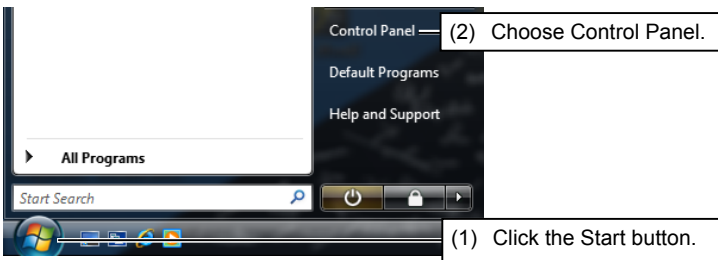 Control Panel
(2) Choose Control Panel.
Default Programs
Help and Support
All Programs
Start Search
(1) Click the Start button.